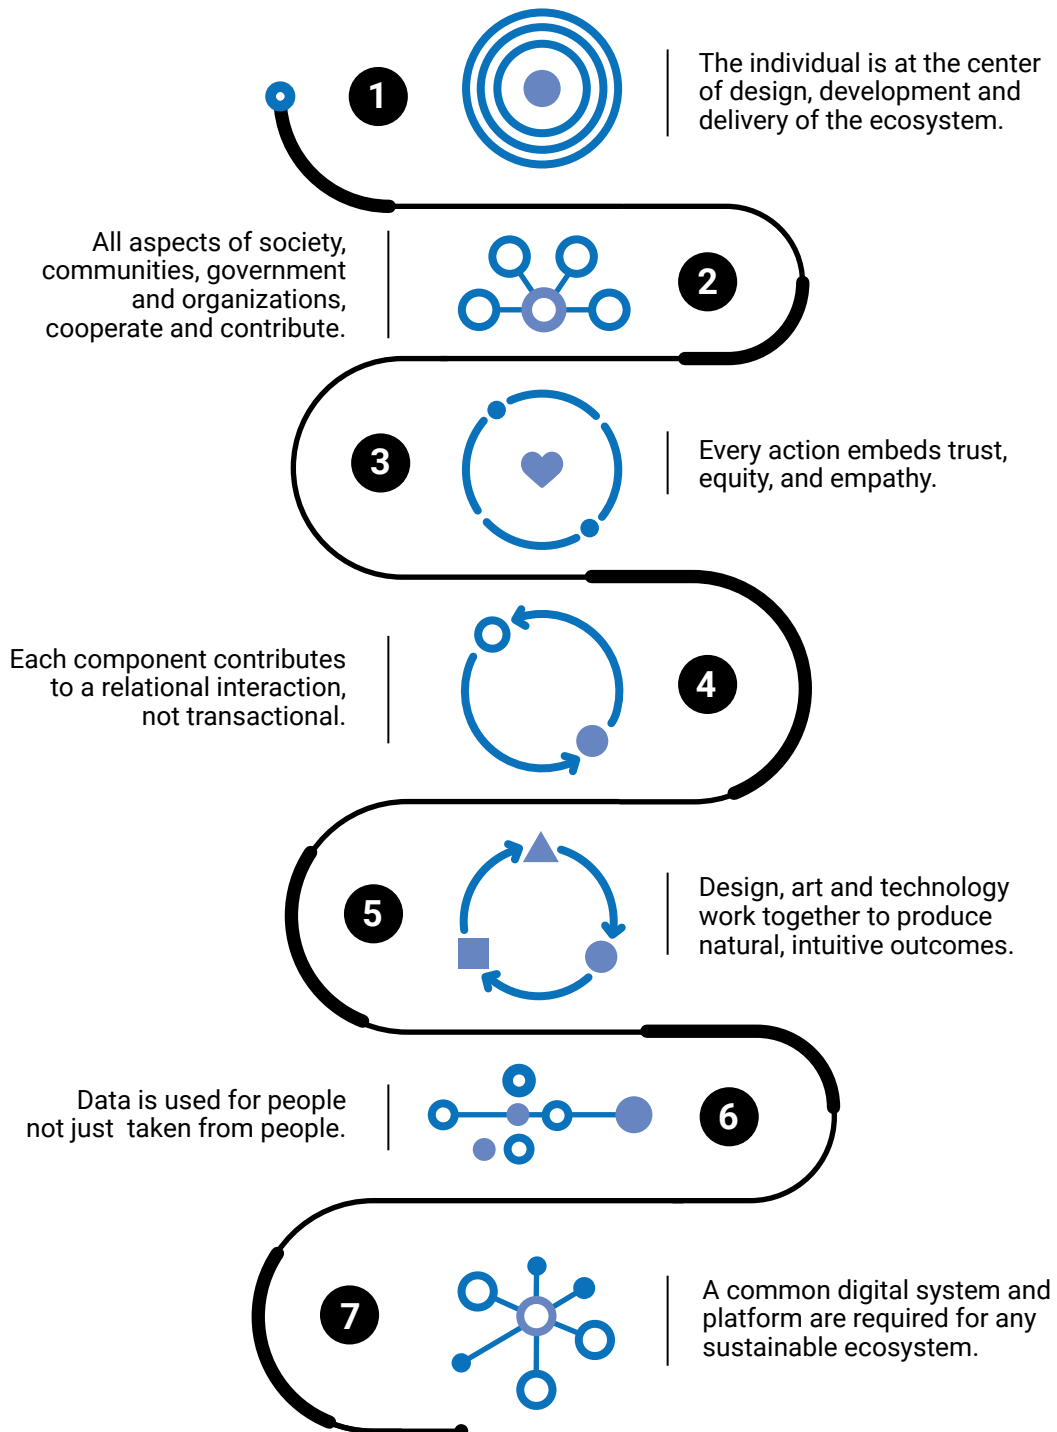 1
The individual is at the center
of design, development and
delivery of the ecosystem.
All aspects of society,
communities, government
and organizations,
cooperate and contribute.
2
3
Every action embeds trust,
equity, and empathy.
Each component contributes
to a relational interaction,
not transactional.
4
5
Design, art and technology
work together to produce
natural, intuitive outcomes.
Data is used for people
not just  taken from people.
6
7
A common digital system and
platform are required for any
sustainable ecosystem.